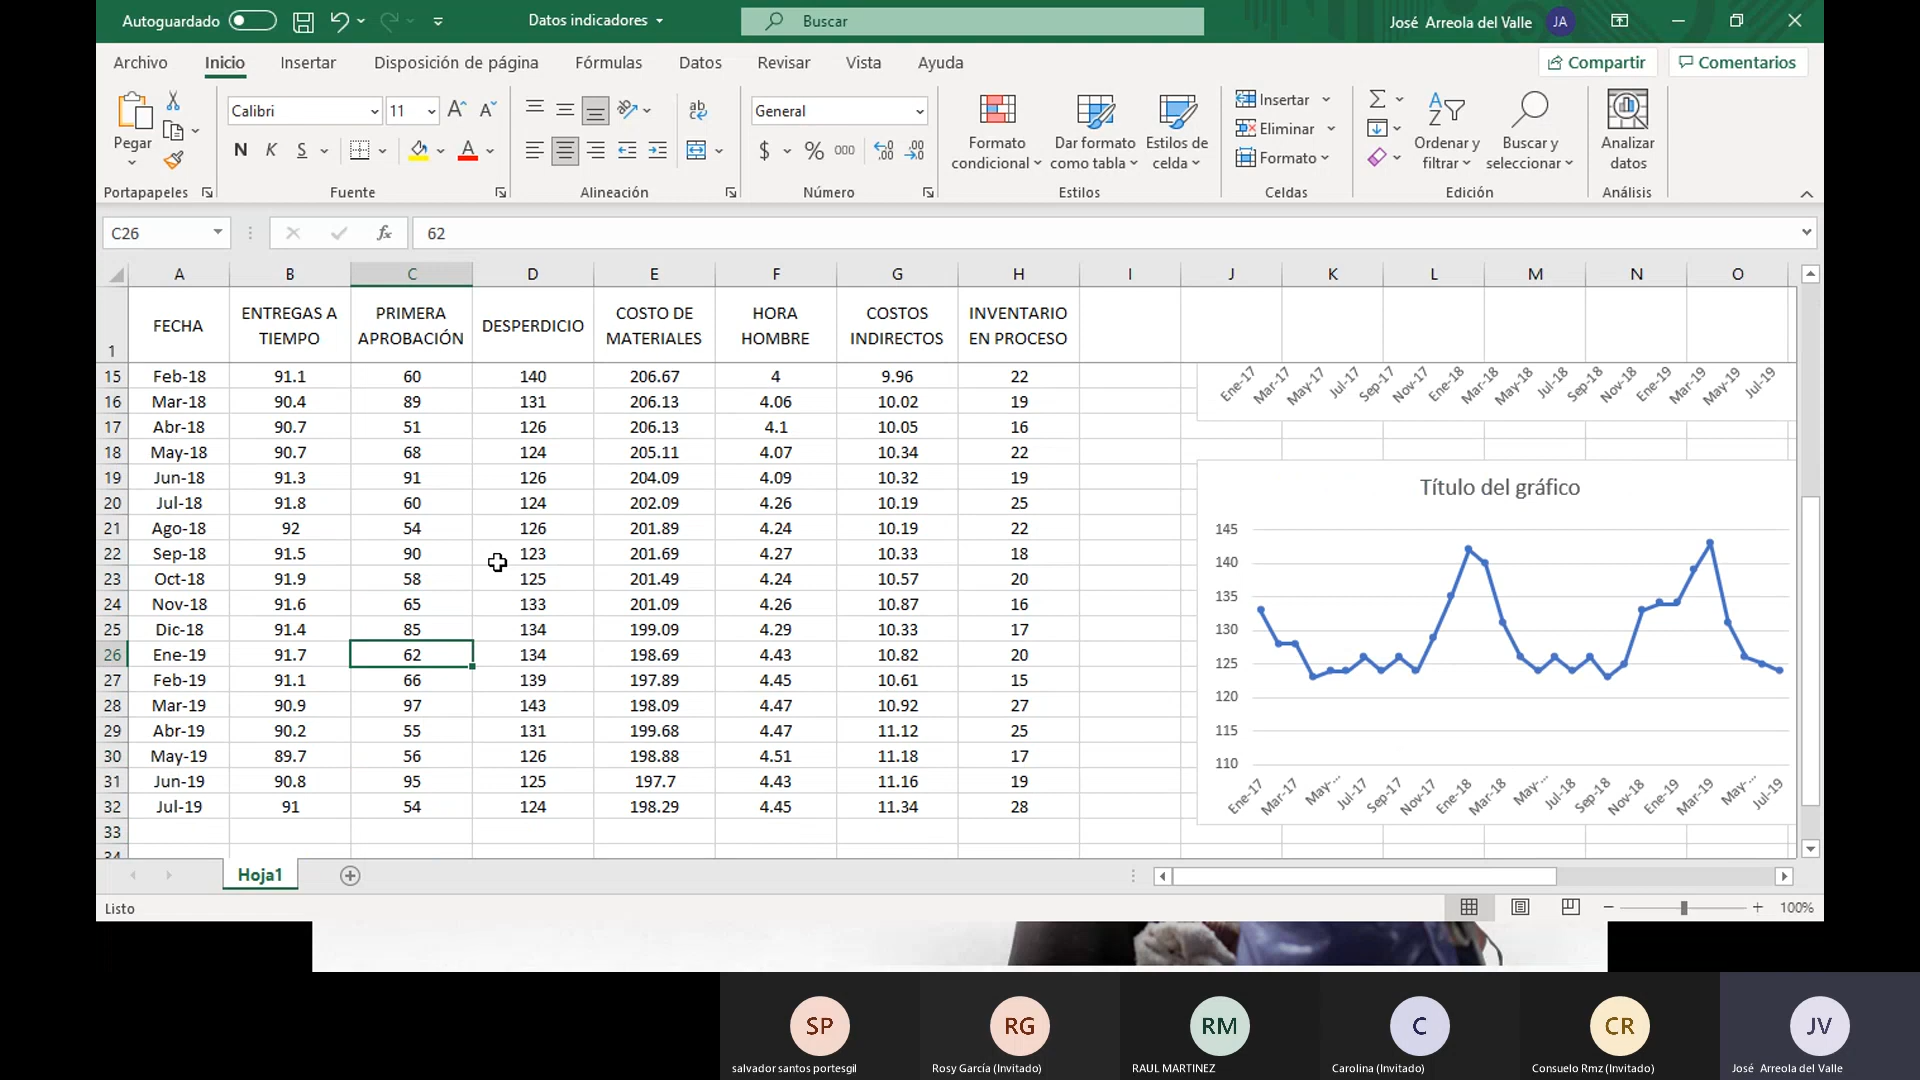 Autoguardado
Datos indicadores
Buscar
José Arreola del Valle JA
Archivo Inicio Insertar Disposición de página Fórmulas Datos Revisar Vista Ayuda Compartir Comentarios
Pegar
Portapapeles
Calibri 11
N K S A
Fuente
ab
Alineación
General
$ % 000
Número
Formato condicional
Dar formato como tabla
Estilos de celda
Estilos
Insertar
Eliminar
Formato
Celdas
Ordenar y filtrar
Buscar y seleccionar
Edición
Analizar datos
Análisis
C26 fx 62
A B C D E F G H I J K L M N O
1 FECHA ENTREGAS A TIEMPO PRIMERA APROBACIÓN DESPERDICIO COSTO DE MATERIALES HORA HOMBRE COSTOS INDIRECTOS INVENTARIO EN PROCESO
15 Feb-18 91.1 60 140 206.67 4 9.96 22
16 Mar-18 90.4 89 131 206.13 4.06 10.02 19
17 Abr-18 90.7 51 126 206.13 4.1 10.05 16
18 May-18 90.7 68 124 205.11 4.07 10.34 22
19 Jun-18 91.3 91 126 204.09 4.09 10.32 19
20 Jul-18 91.8 60 124 202.09 4.26 10.19 25
21 Ago-18 92 54 126 201.89 4.24 10.19 22
22 Sep-18 91.5 90 123 201.69 4.27 10.33 18
23 Oct-18 91.9 58 125 201.49 4.24 10.57 20
24 Nov-18 91.6 65 133 201.09 4.26 10.87 16
25 Dic-18 91.4 85 134 199.09 4.29 10.33 17
26 Ene-19 91.7 62 134 198.69 4.43 10.82 20
27 Feb-19 91.1 66 139 197.89 4.45 10.61 15
28 Mar-19 90.9 97 143 198.09 4.47 10.92 27
29 Abr-19 90.2 55 131 199.68 4.47 11.12 25
30 May-19 89.7 56 126 198.88 4.51 11.18 17
31 Jun-19 90.8 95 125 197.7 4.43 11.16 19
32 Jul-19 91 54 124 198.29 4.45 11.34 28
33
34
Ene-17 Mar-17 May-17 Jul-17 Sep-17 Nov-17 Ene-18 Mar-18 May-18 Jul-18 Sep-18 Nov-18 Ene-19 Mar-19 May-19 Jul-19
Título del gráfico
145
140
135
130
125
120
115
110
Ene-17 Mar-17 May-... Jul-17 Sep-17 Nov-17 Ene-18 Mar-18 May-... Jul-18 Sep-18 Nov-18 Ene-19 Mar-19 May-... Jul-19
Hoja1
Listo
100%
SP RG RM C CR JV
salvador santos portesgil Rosy García (Invitado) RAUL MARTINEZ Carolina (Invitado) Consuelo Rmz (Invitado) José Arreola del Valle